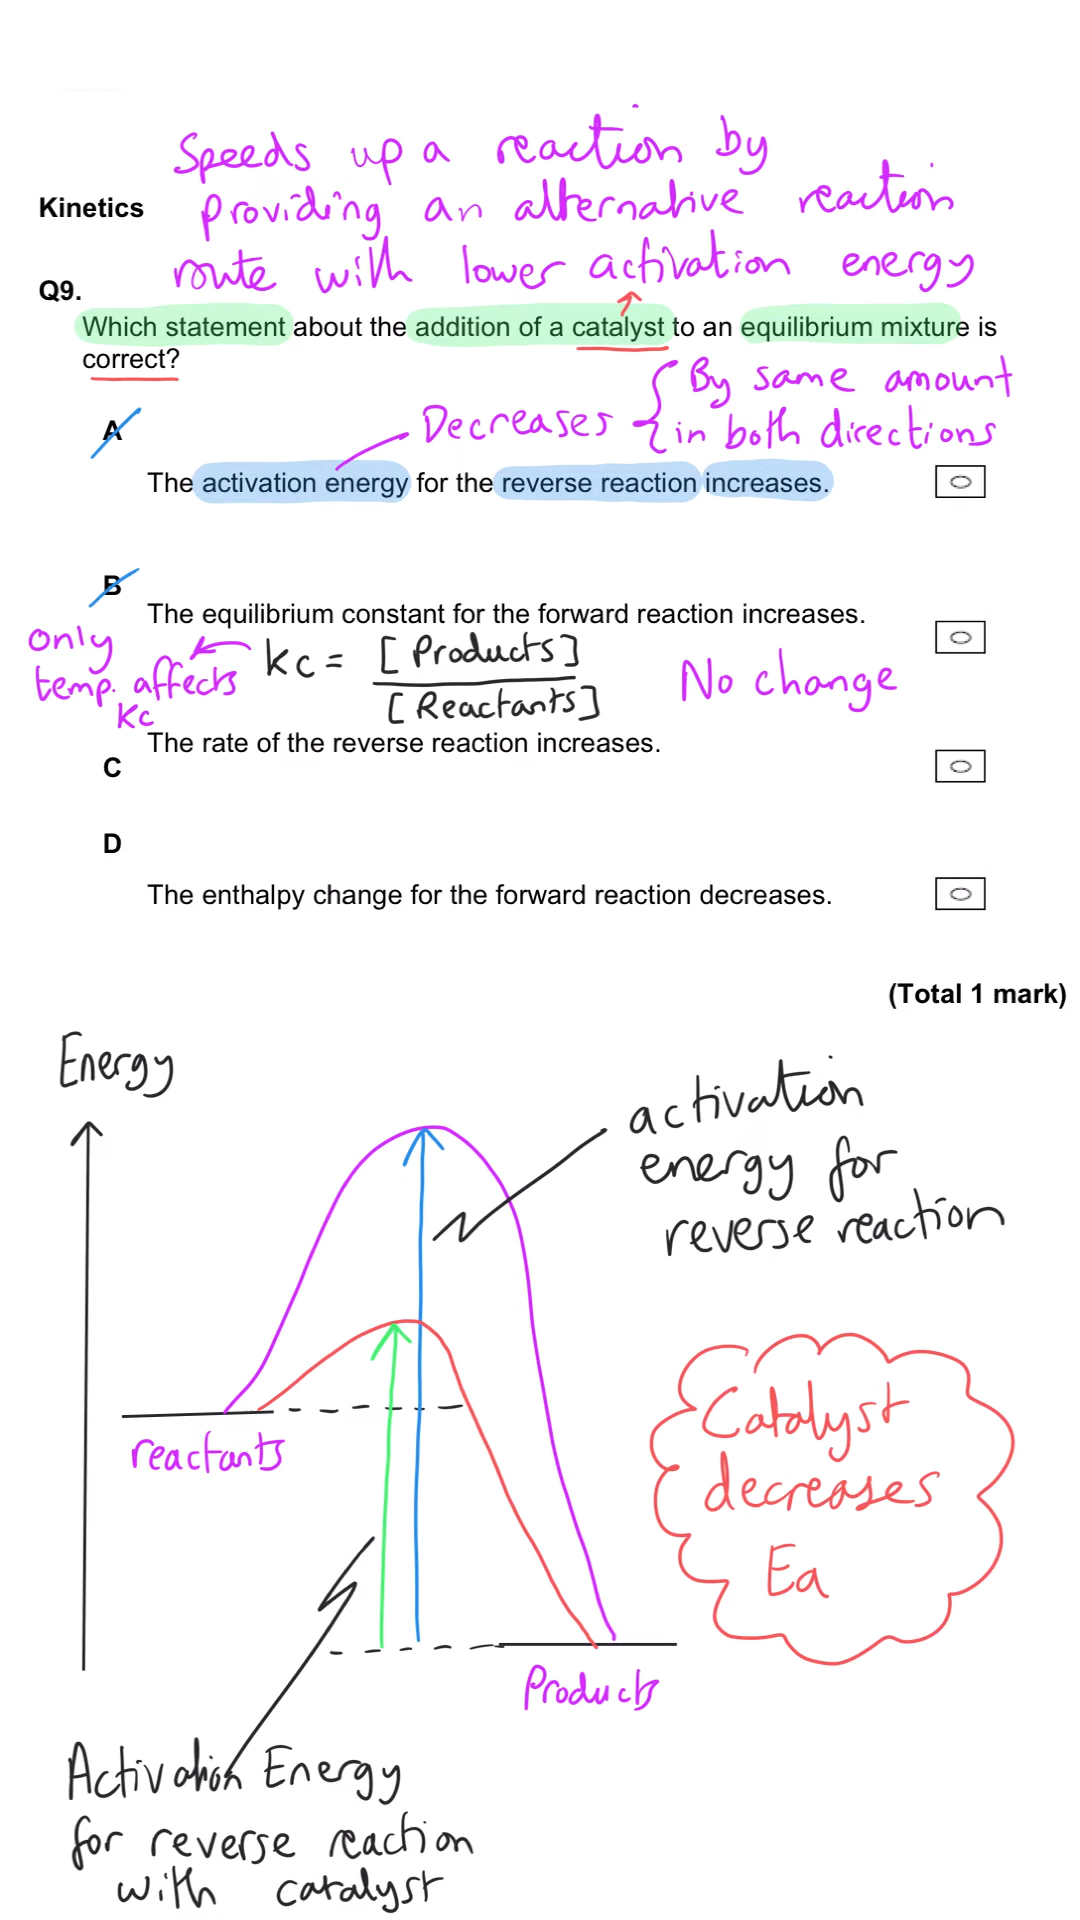 Speeds up a reaction by
Kinetics
providing an alternative reaction
route with lower activation energy
Q9.
Which statement about the addition of a catalyst to an equilibrium mixture is
correct?
By same amount
A
Decreases
in both directions
The activation energy for the reverse reaction increases.
B
The equilibrium constant for the forward reaction increases.
only
temp. affects
Kc
Kc = [Products]
[Reactants]
No change
The rate of the reverse reaction increases.
C
D
The enthalpy change for the forward reaction decreases.
(Total 1 mark)
Energy
activation
energy for
reverse reaction
reactants
Catalyst
decreases
Ea
Products
Activation Energy
for reverse reaction
with catalyst